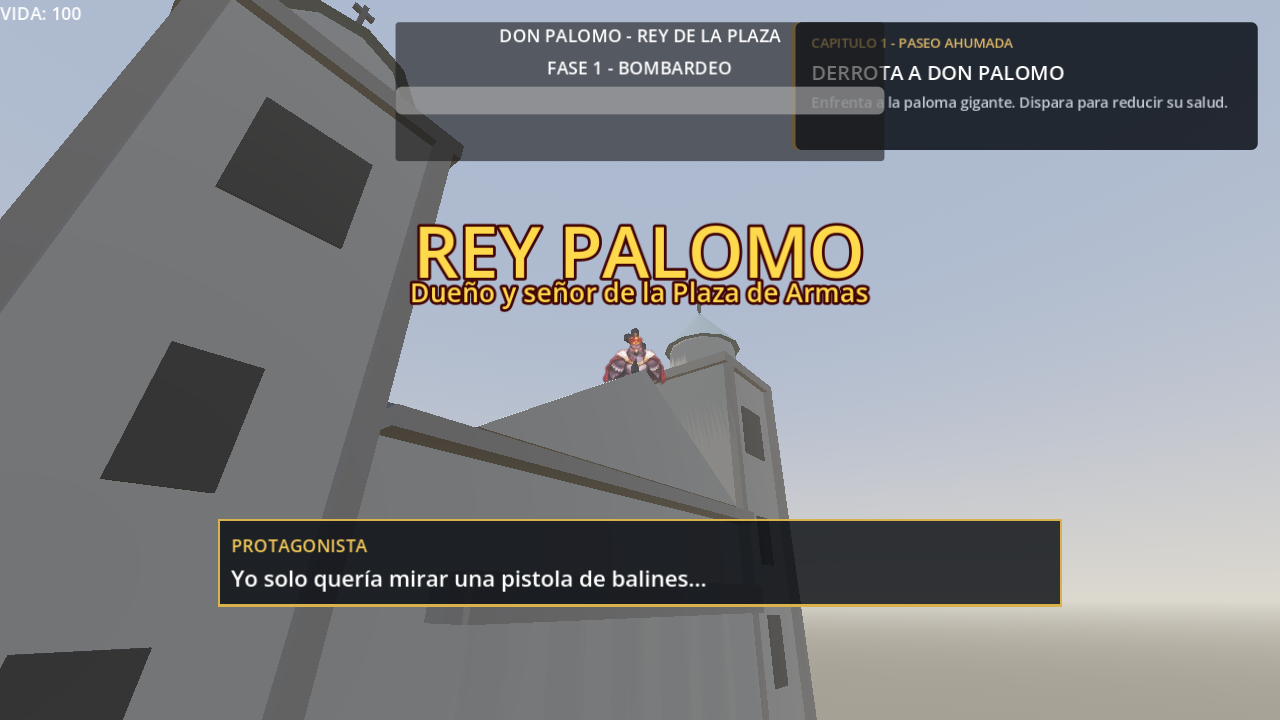 VIDA: 100
DON PALOMO - REY DE LA PLAZA
FASE 1 - BOMBARDEO
CAPITULO 1 - PASEO AHUMADA
DERROTA A DON PALOMO
Enfrenta a la paloma gigante. Dispara para reducir su salud.
REY PALOMO
Dueño y señor de la Plaza de Armas
PROTAGONISTA
Yo solo quería mirar una pistola de balines...